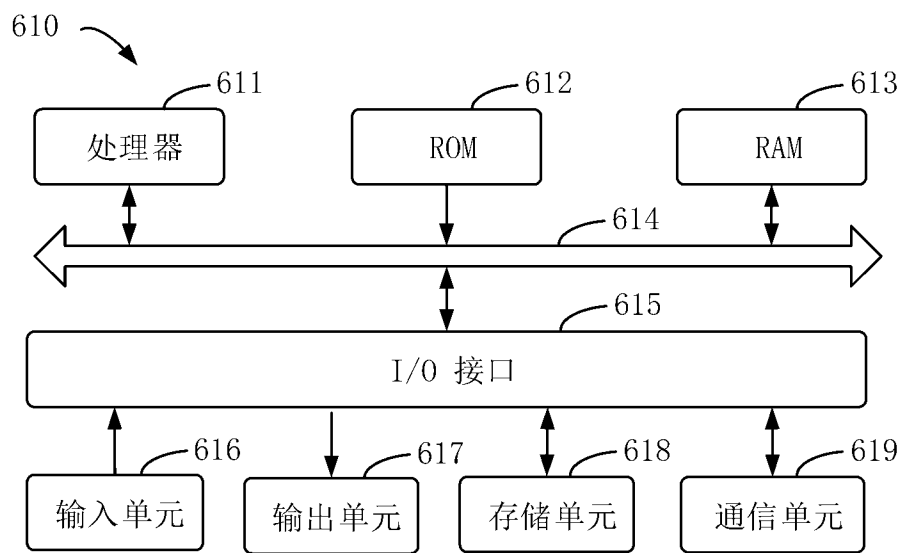 610
611
612
613
处理器
ROM
RAM
614
615
I/O 接口
616
617
618
619
输入单元
输出单元
存储单元
通信单元